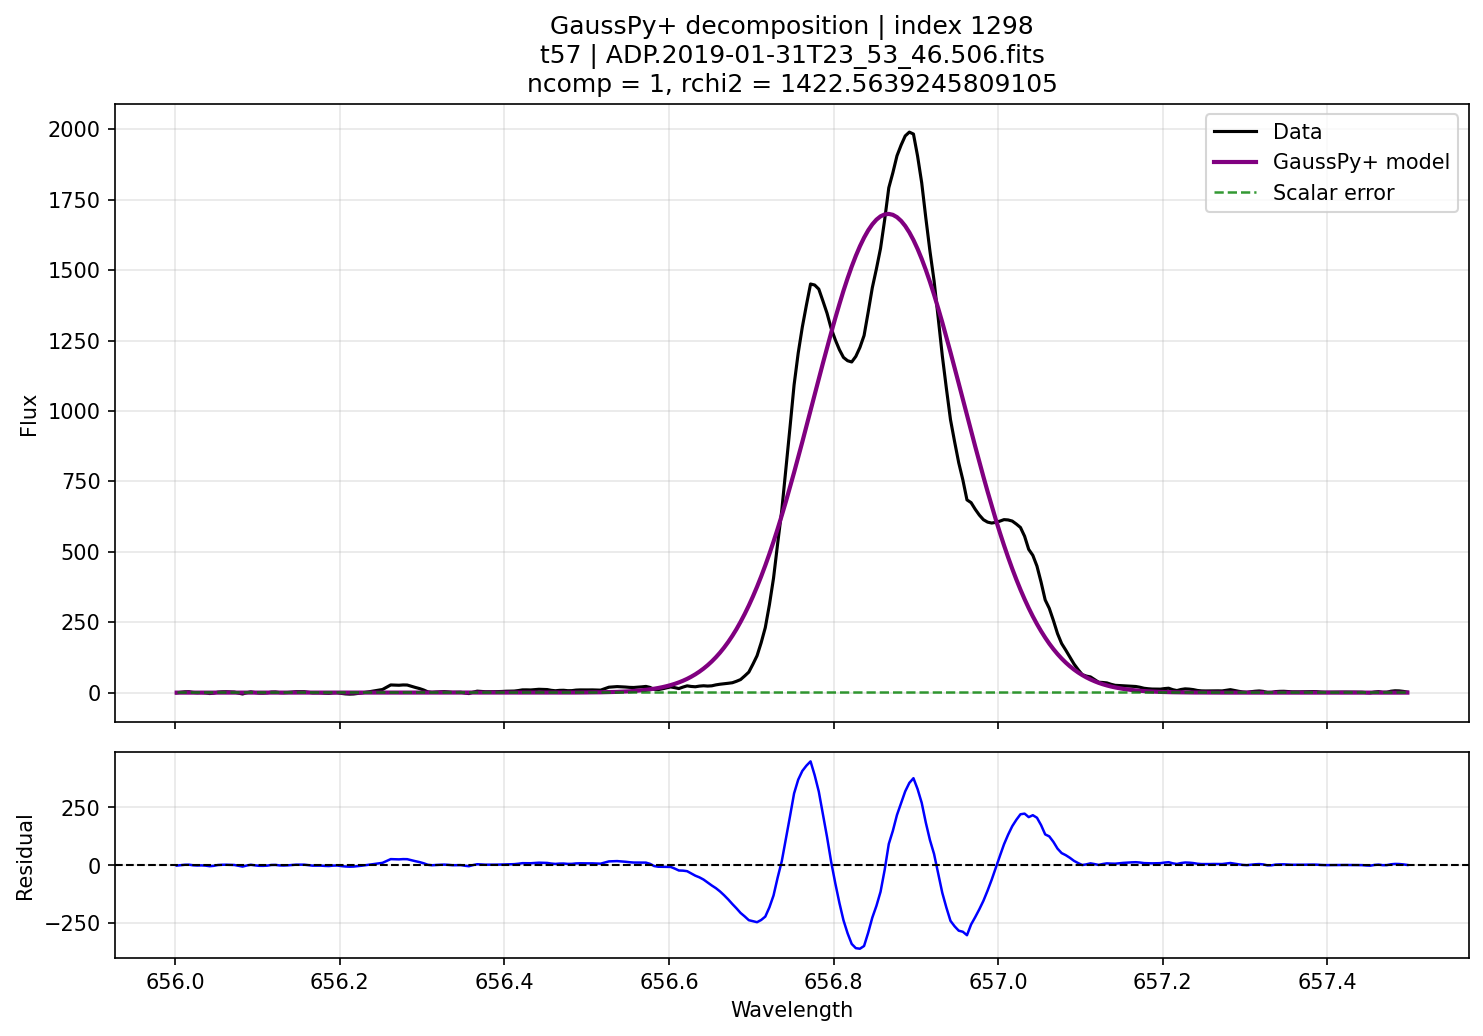 GaussPy+ decomposition | index 1298
t57 | ADP.2019-01-31T23_53_46.506.fits
ncomp = 1, rchi2 = 1422.5639245809105
Data
GaussPy+ model
Scalar error
Flux
2000
1750
1500
1250
1000
750
500
250
0
Residual
250
0
−250
656.0 656.2 656.4 656.6 656.8 657.0 657.2 657.4
Wavelength